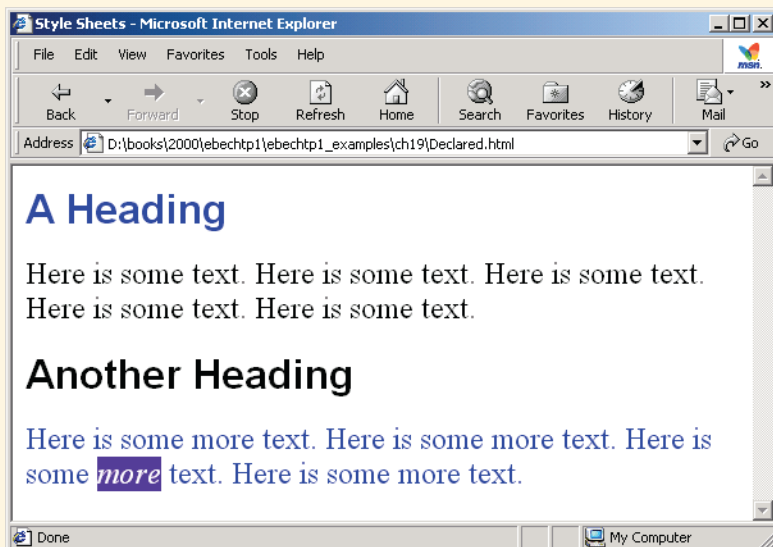 Style Sheets - Microsoft Internet Explorer
File Edit View Favorites Tools Help
msn.
Back Forward Stop Refresh Home Search Favorites History Mail »
Address D:\books\2000\ebechtp1\ebechtp1_examples\ch19\Declared.html Go
A Heading
Here is some text. Here is some text. Here is some text.
Here is some text. Here is some text.
Another Heading
Here is some more text. Here is some more text. Here is
some more text. Here is some more text.
Done My Computer